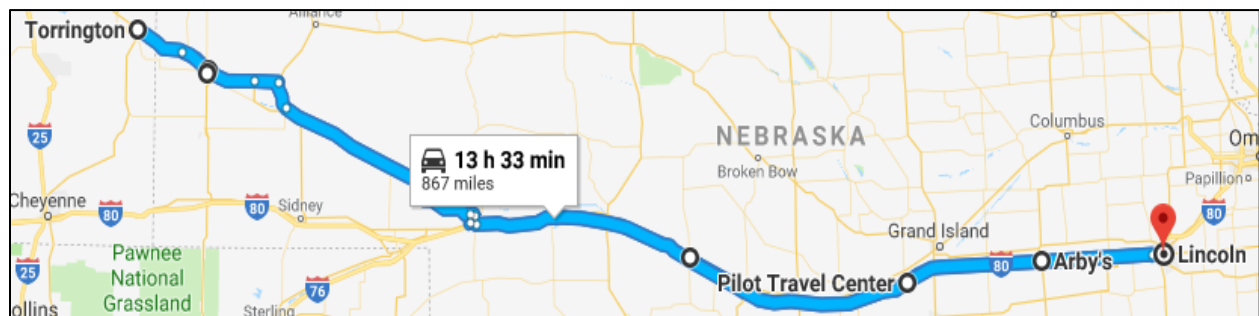 Alliance
Torrington
25
13 h 33 min
867 miles
NEBRASKA
Broken Bow
Columbus
Om
Papillion
80
Cheyenne
80
80
Sidney
Grand Island
80
Arby's
Lincoln
Pawnee
National
Grassland
25
76
Pilot Travel Center
ollins
Sterling